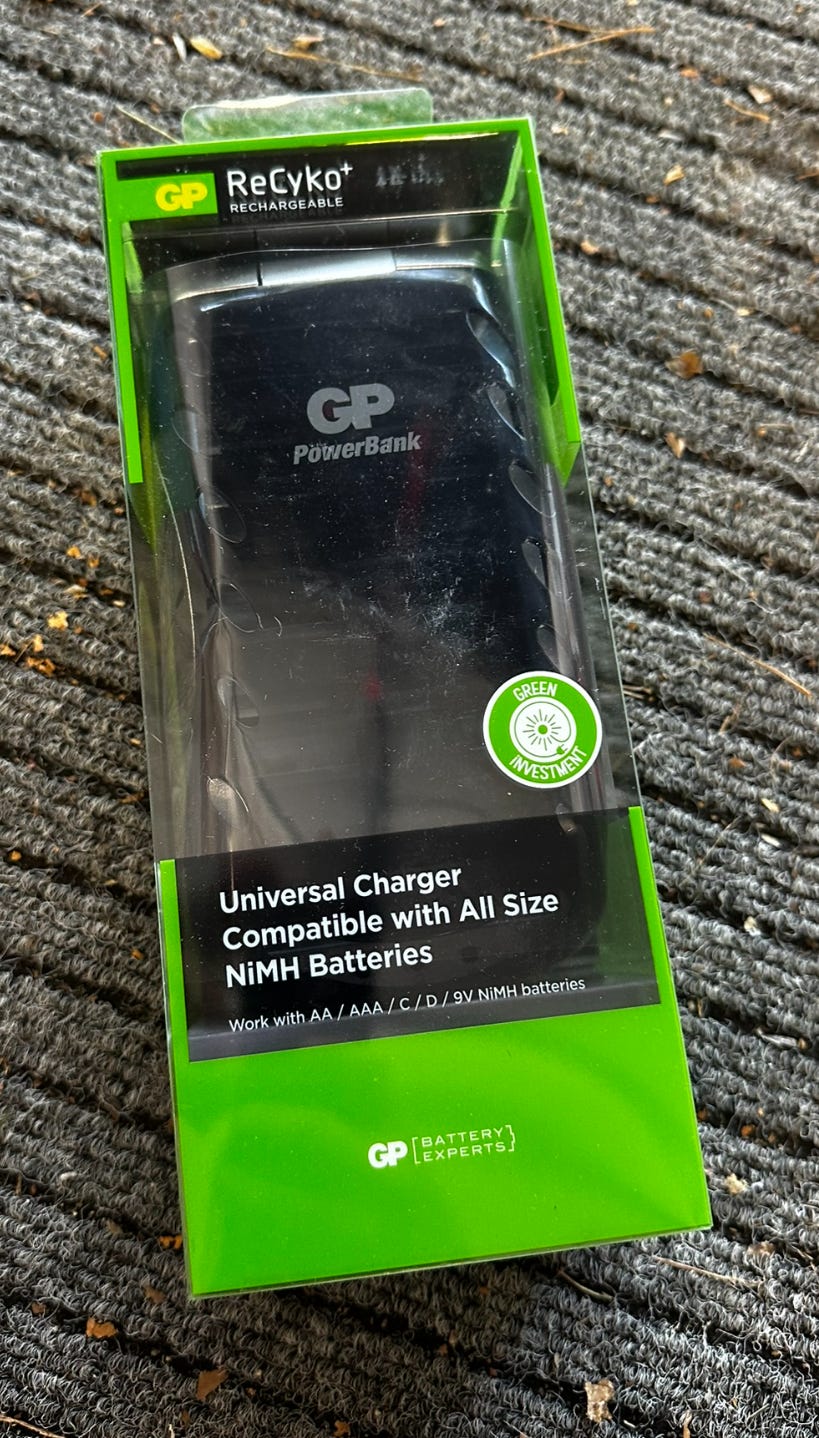 GP ReCyko+
RECHARGEABLE
GP
PowerBank
GREEN
INVESTMENT
Universal Charger
Compatible with All Size
NiMH Batteries
Work with AA / AAA / C / D / 9V NiMH batteries
GP [BATTERY
EXPERTS}